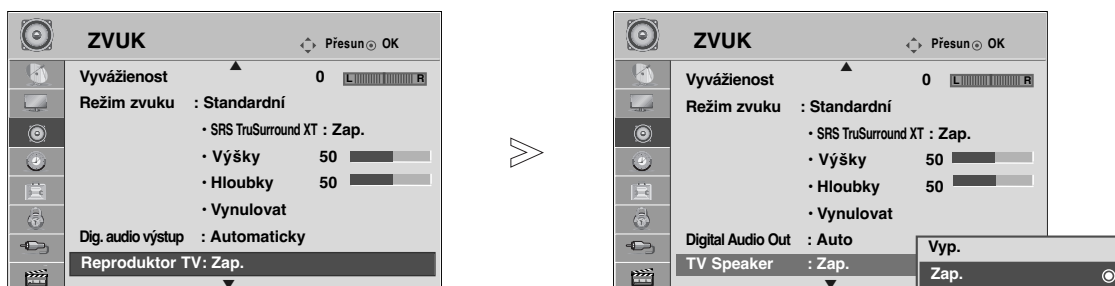 ZVUK Přesun OK
Vyvážienost 0 L R
Režim zvuku : Standardní
• SRS TruSurround XT : Zap.
• Výšky 50
• Hloubky 50
• Vynulovat
Dig. audio výstup : Automaticky
Reproduktor TV: Zap.
>
ZVUK Přesun OK
Vyvážienost 0 L R
Režim zvuku : Standardní
• SRS TruSurround XT : Zap.
• Výšky 50
• Hloubky 50
• Vynulovat
Digital Audio Out : Auto
TV Speaker : Zap.
Vyp.
Zap.